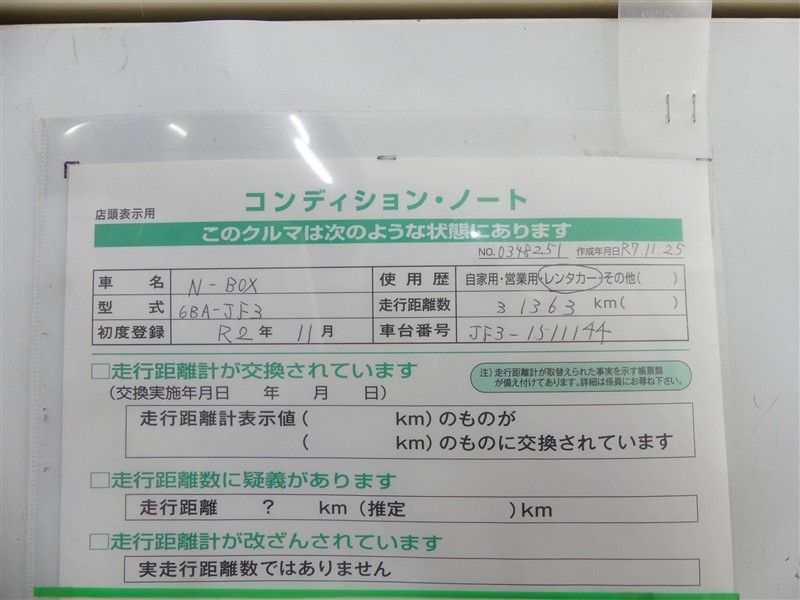 コンディション・ノート
店頭表示用
このクルマは次のような状態にあります
NO. 0348251 作成年月日 R7.11.25
車名 N-BOX 使用歴 自家用・営業用・レンタカー・その他( )
型式 6BA-JF3 走行距離数 31363 km( )
初度登録 R2年 11月 車台番号 JF3-1511144
□走行距離計が交換されています
(交換実施年月日 年 月 日)
注)走行距離計が取替えられた事実を示す帳票類
が備え付けてあります。詳細は係員にお尋ね下さい。
走行距離計表示値( km)のものが
( km)のものに交換されています
□走行距離数に疑義があります
走行距離 ? km(推定 )km
□走行距離計が改ざんされています
実走行距離数ではありません